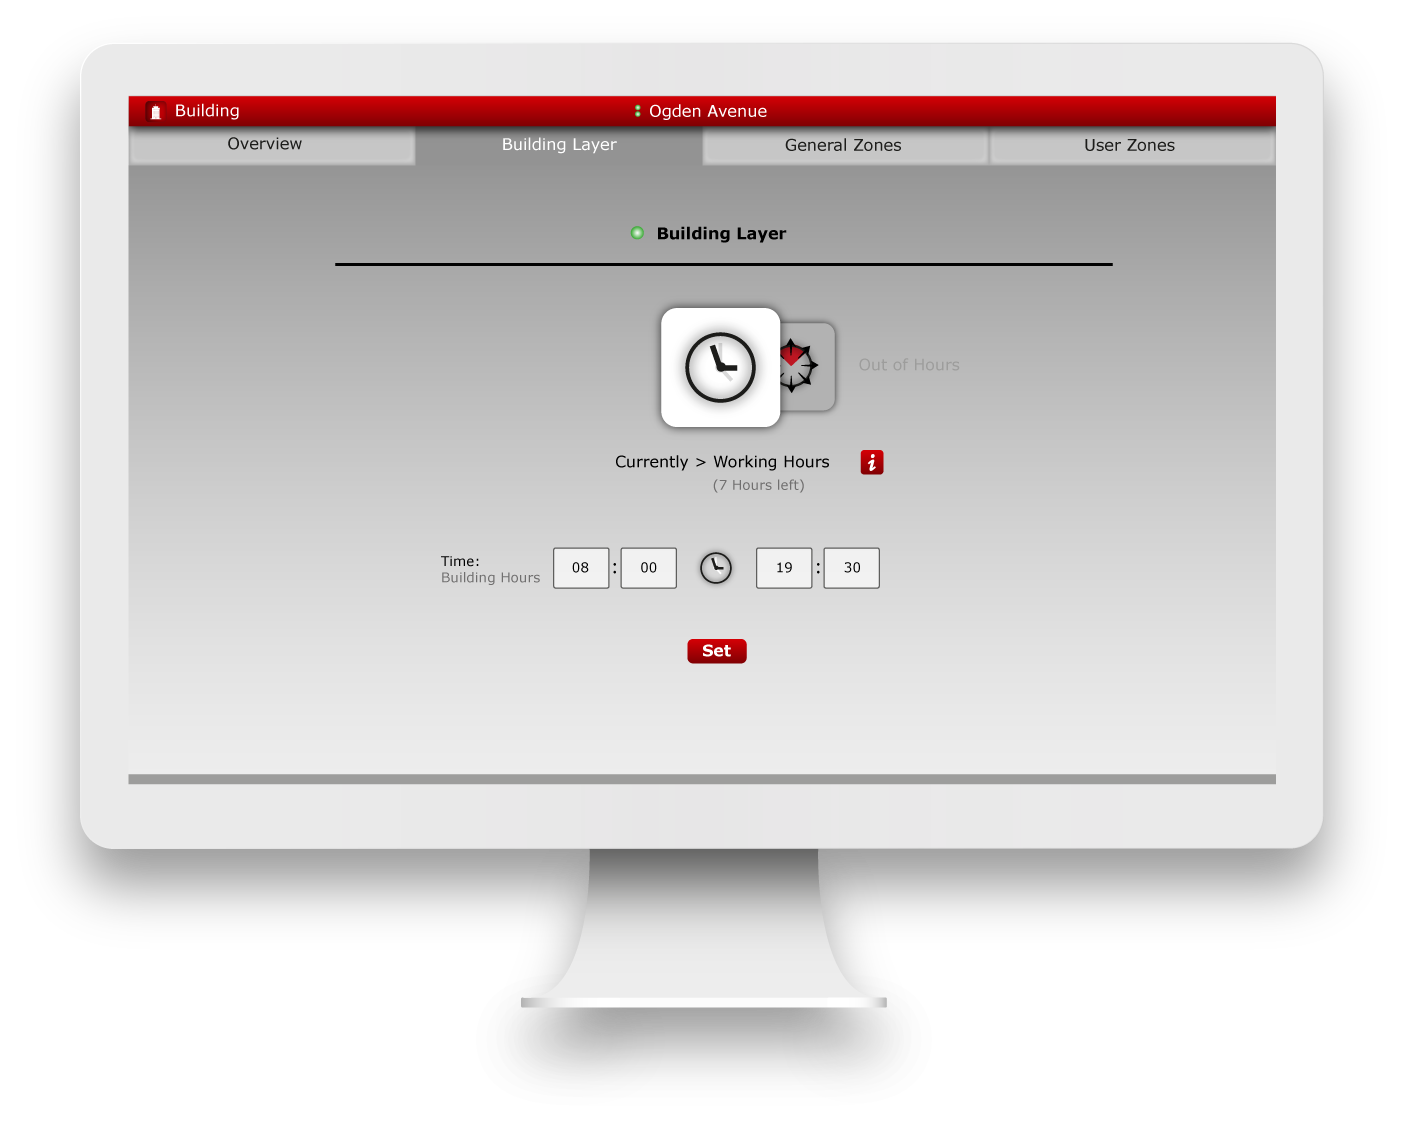 Building
Ogden Avenue
Overview
Building Layer
General Zones
User Zones
Building Layer
Out of Hours
Currently > Working Hours
i
(7 Hours left)
Time:
Building Hours
08 : 00
19 : 30
Set